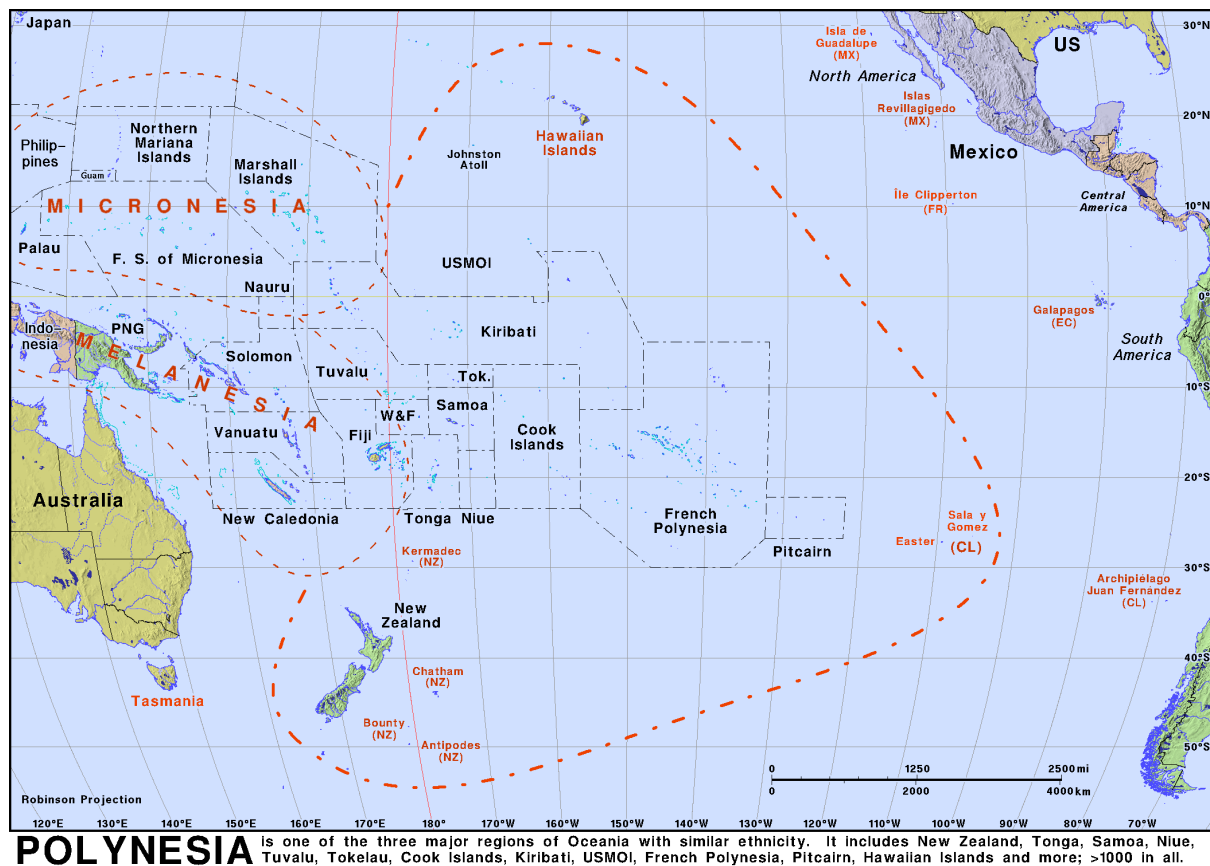 Japan
30°N
Isla de
Guadalupe
(MX)
US
North America
Islas
Revillagigedo
(MX)
20°N
Philip-
pines
Northern
Mariana
Islands
Hawaiian
Islands
Mexico
Johnston
Atoll
Marshall
Islands
Guam
Île Clipperton
(FR)
Central
America
MICRONESIA
10°N
Palau
F. S. of Micronesia
USMOI
Nauru
0°
Galapagos
(EC)
Indo-
nesia
PNG
Kiribati
South
America
MELANESIA
Solomon
Tuvalu
Tok.
10°S
Samoa
W&F
Vanuatu
Fiji
Cook
Islands
20°S
Australia
New Caledonia
Tonga
Niue
French
Polynesia
Sala y
Gomez
(CL)
Easter
Pitcairn
Kermadec
(NZ)
30°S
Archipiélago
Juan Fernández
(CL)
New
Zealand
40°S
Chatham
(NZ)
Tasmania
Bounty
(NZ)
Antipodes
(NZ)
50°S
0 1250 2500mi
0 2000 4000km
Robinson Projection
120°E 130°E 140°E 150°E 160°E 170°E 180° 170°W 160°W 150°W 140°W 130°W 120°W 110°W 100°W 90°W 80°W 70°W
POLYNESIA is one of the three major regions of Oceania with similar ethnicity. It includes New Zealand, Tonga, Samoa, Niue,
Tuvalu, Tokelau, Cook Islands, Kiribati, USMOI, French Polynesia, Pitcairn, Hawaiian Islands and more; >1000 in all.